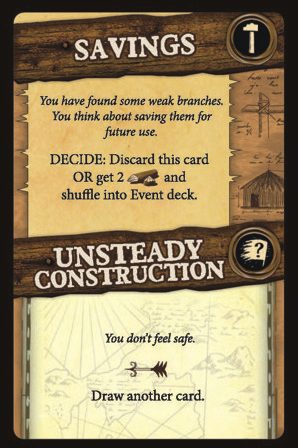 SAVINGS
You have found some weak branches.
You think about saving them for
future use.
DECIDE: Discard this card
OR get 2 and
shuffle into Event deck.
?
UNSTEADY
CONSTRUCTION
You don't feel safe.
3
Draw another card.